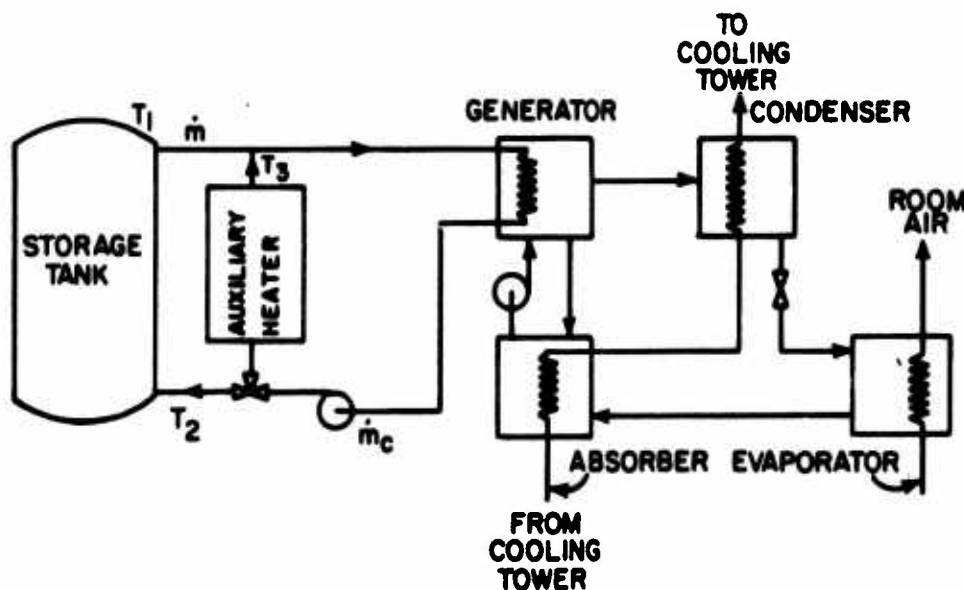 TO
COOLING
TOWER
GENERATOR
CONDENSER
T1
ṁ
T3
ROOM
AIR
STORAGE
TANK
AUXILIARY
HEATER
T2
ṁc
ABSORBER
EVAPORATOR
FROM
COOLING
TOWER